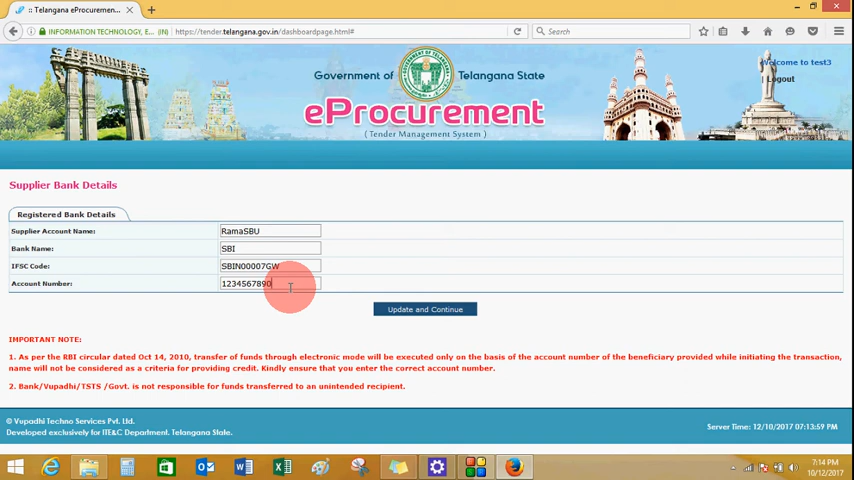 :: Telangana eProcuremen...
INFORMATION TECHNOLOGY, E... (IN)
https://tender.telangana.gov.in/dashboardpage.html#
Search
Government of Telangana State
eProcurement
( Tender Management System )
Welcome to test3
| Logout
Supplier Bank Details
Registered Bank Details
Supplier Account Name: RamaSBU
Bank Name: SBI
IFSC Code: SBIN00007GW
Account Number: 1234567890
Update and Continue
IMPORTANT NOTE:
1. As per the RBI circular dated Oct 14, 2010, transfer of funds through electronic mode will be executed only on the basis of the account number of the beneficiary provided while initiating the transaction,
name will not be considered as a criteria for providing credit. Kindly ensure that you enter the correct account number.
2. Bank/Vupadhi/TSTS /Govt. is not responsible for funds transferred to an unintended recipient.
© Vupadhi Techno Services Pvt. Ltd.
Developed exclusively for ITE&C Department. Telangana State.
Server Time: 12/10/2017 07:13:59 PM
7:14 PM
10/12/2017